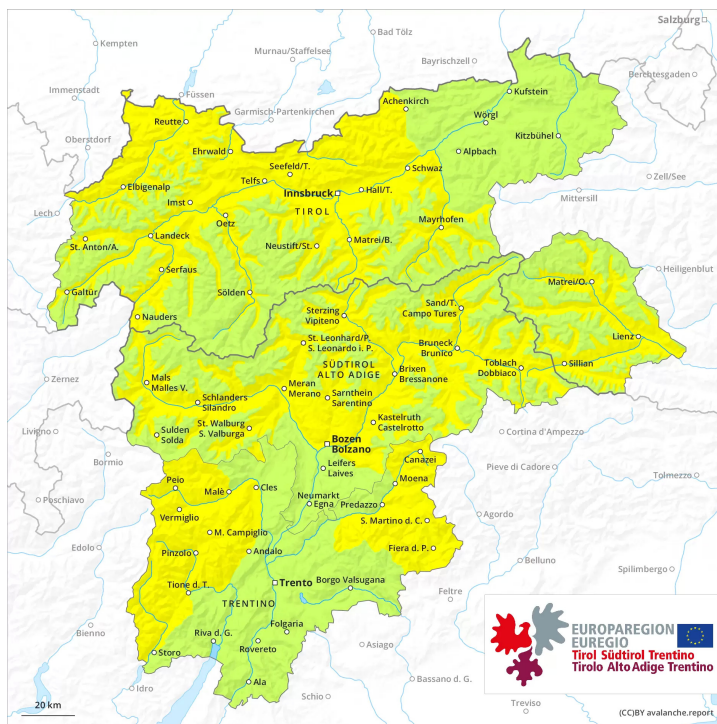 Salzburg
Kempten
Bad Tölz
Murnau/Staffelsee
Bayrischzell
Berchtesgaden
Immenstadt
Füssen
Garmisch-Partenkirchen
Kufstein
Achenkirch
Reutte
Wörgl
Oberstdorf
Ehrwald
Kitzbühel
Alpbach
Seefeld/T.
Schwaz
Telfs
Zell/See
Elbigenalp
Innsbruck
Hall/T.
Mittersill
Imst
TIROL
Lech
Oetz
Mayrhofen
St. Anton/A.
Landeck
Neustift/St.
Matrei/B.
Heiligenblut
Serfaus
Matrei/O.
Galtür
Sölden
Sand/T.
Campo Tures
Nauders
Sterzing
Vipiteno
Lienz
St. Leonhard/P.
S. Leonardo i. P.
Bruneck
Brunico
Sillian
SÜDTIROL
ALTO ADIGE
Toblach
Dobbiaco
Zernez
Mals
Malles V.
Meran
Merano
Brixen
Bressanone
Schlanders
Silandro
Sarnthein
Sarentino
St. Walburg
S. Valburga
Kastelruth
Castelrotto
Livigno
Sulden
Solda
Bozen
Bolzano
Cortina d'Ampezzo
Bormio
Canazei
Leifers
Laives
Pieve di Cadore
Tolmezzo
Peio
Malè
Cles
Moena
Poschiavo
Neumarkt
Egna
Predazzo
Vermiglio
Agordo
S. Martino d. C.
M. Campiglio
Edolo
Pinzolo
Andalo
Fiera d. P.
Belluno
Spilimbergo
Trento
Borgo Valsugana
Tione d. T.
Feltre
TRENTINO
Folgaria
Bienno
Riva d. G.
Rovereto
Asiago
Storo
Bassano d. G.
Idro
Ala
Schio
Treviso
20 km
EUROPAREGION
EUREGIO
Tirol Südtirol Trentino
Tirolo Alto Adige Trentino
(CC)BY avalanche.report